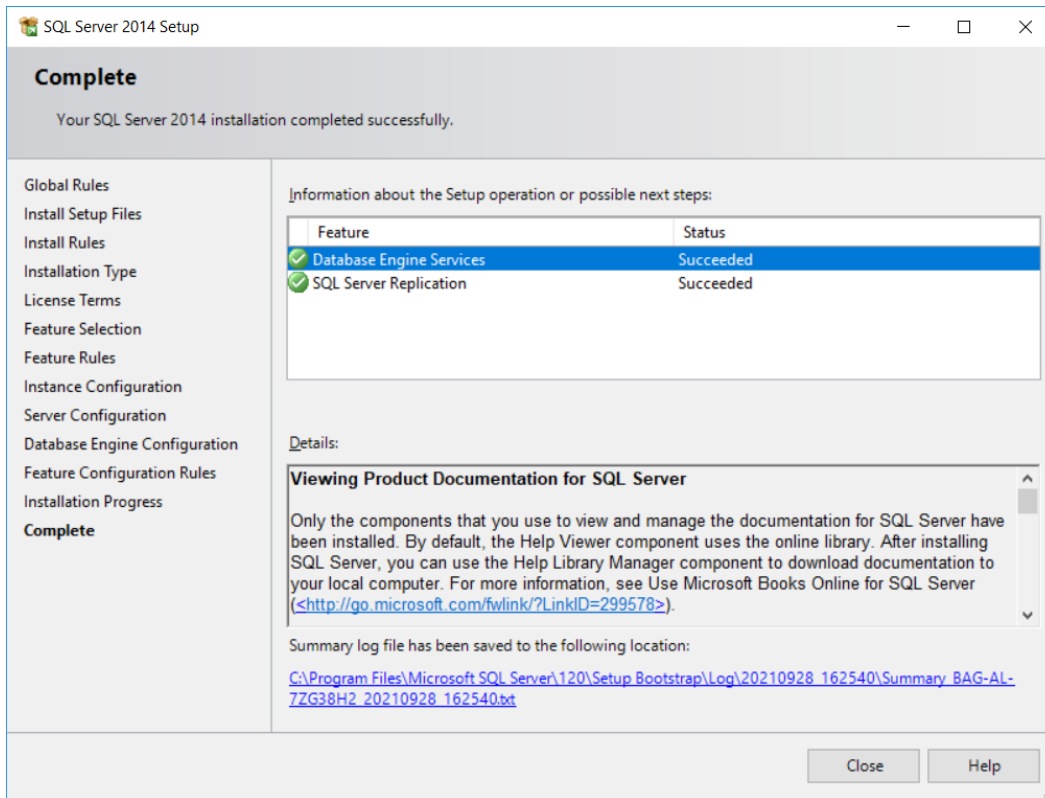 SQL Server 2014 Setup
Complete
Your SQL Server 2014 installation completed successfully.
Global Rules
Install Setup Files
Install Rules
Installation Type
License Terms
Feature Selection
Feature Rules
Instance Configuration
Server Configuration
Database Engine Configuration
Feature Configuration Rules
Installation Progress
Complete
Information about the Setup operation or possible next steps:
Feature Status
Database Engine Services Succeeded
SQL Server Replication Succeeded
Details:
Viewing Product Documentation for SQL Server
Only the components that you use to view and manage the documentation for SQL Server have
been installed. By default, the Help Viewer component uses the online library. After installing
SQL Server, you can use the Help Library Manager component to download documentation to
your local computer. For more information, see Use Microsoft Books Online for SQL Server
(<http://go.microsoft.com/fwlink/?LinkID=299578>).
Summary log file has been saved to the following location:
C:\Program Files\Microsoft SQL Server\120\Setup Bootstrap\Log\20210928_162540\Summary_BAG-AL-
7ZG38H2_20210928_162540.txt
Close Help